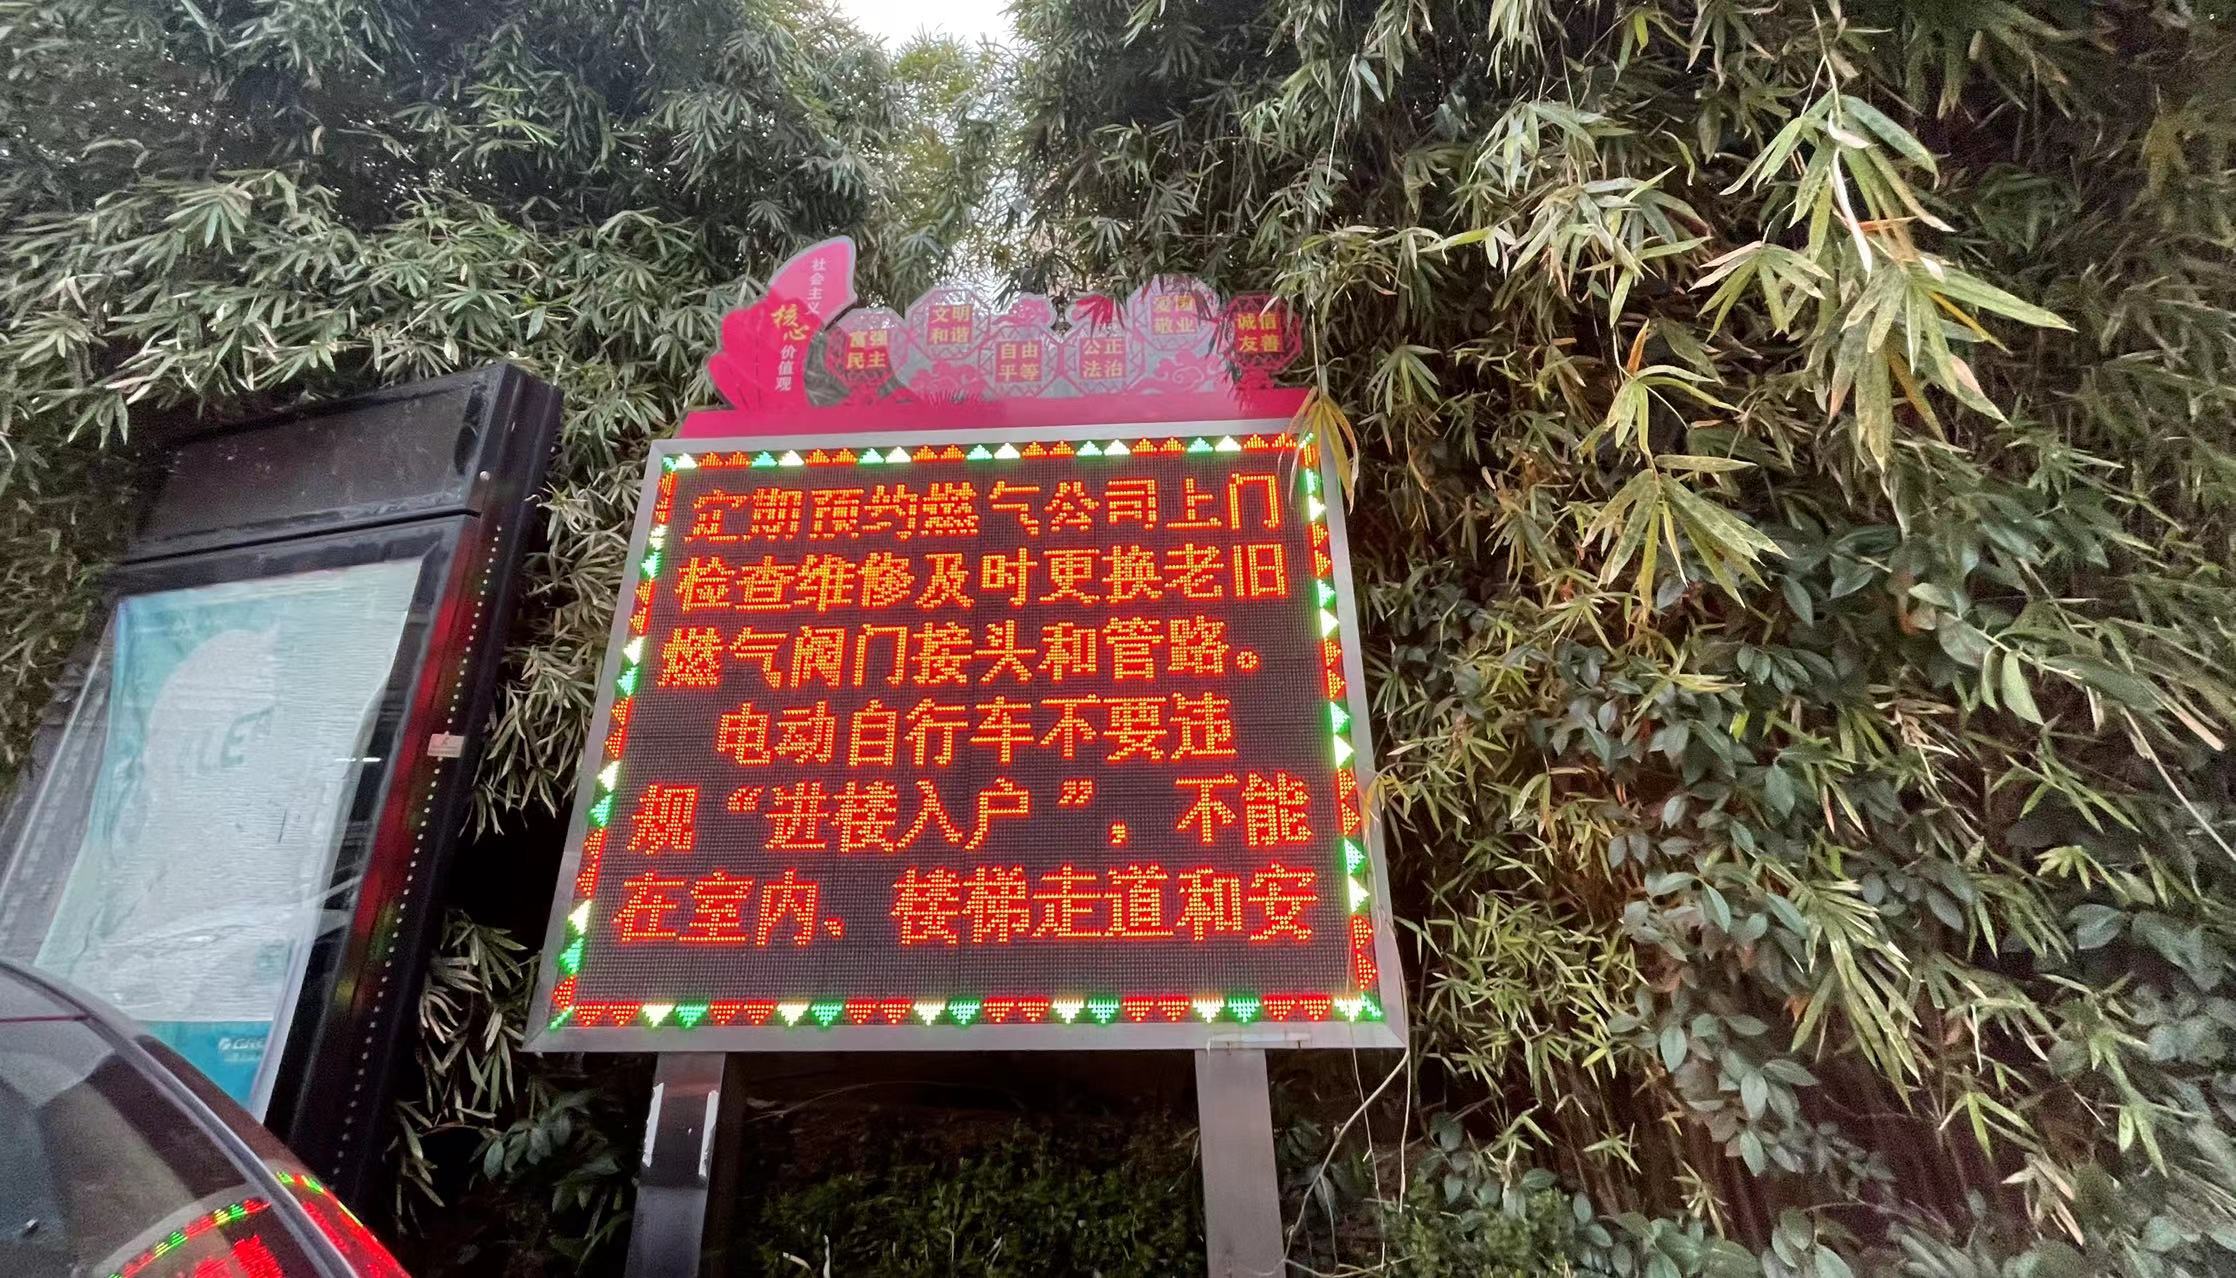 社会主义
核心
价值观
富强
民主
文明
和谐
自由
平等
公正
法治
爱国
敬业
诚信
友善
定期预约燃气公司上门
检查维修及时更换老旧
燃气阀门接头和管路。
电动自行车不要违
规“进楼入户”，不能
在室内、楼梯走道和安